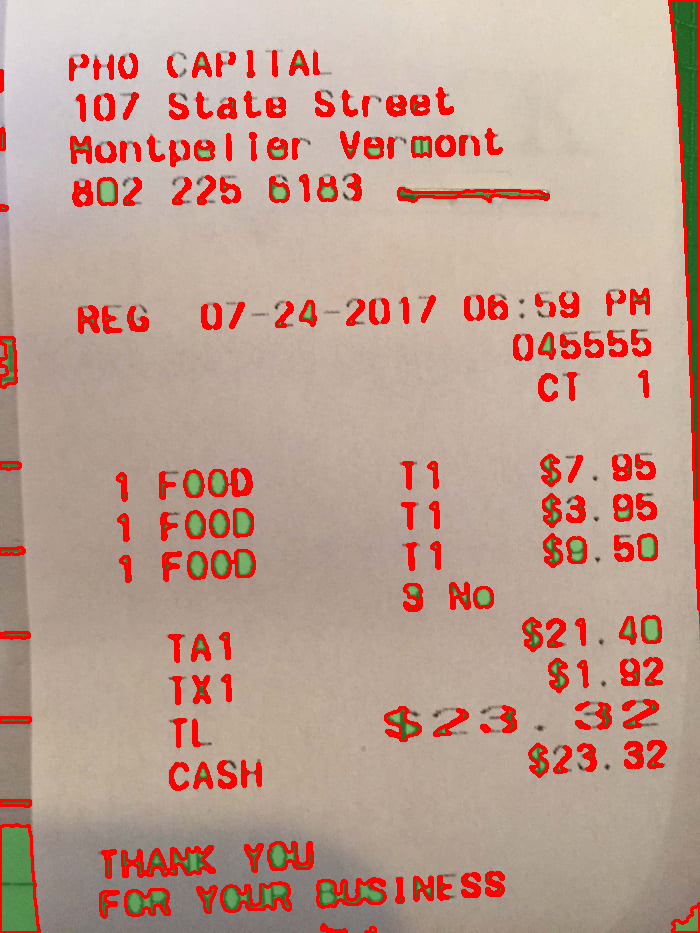 PHO CAPITAL
107 State Street
Montpelier Vermont
802 225 6183
REG 07-24-2017 06:59 PM
045555
CT 1
1 FOOD T1 $7.95
1 FOOD T1 $3.95
1 FOOD T1 $9.50
3 No
TA1 $21.40
TX1 $1.92
TL $23.32
CASH $23.32
THANK YOU
FOR YOUR BUSINESS